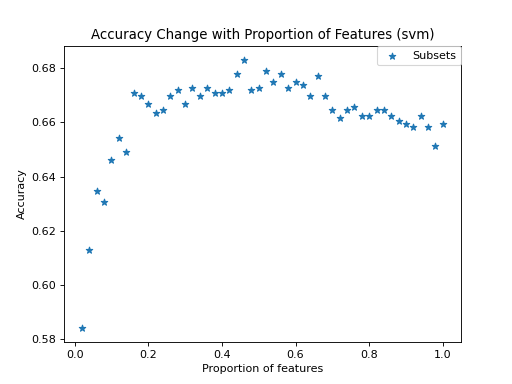 Accuracy Change with Proportion of Features (svm)
Subsets
0.68
0.66
0.64
0.62
0.60
0.58
Accuracy
0.0 0.2 0.4 0.6 0.8 1.0
Proportion of features